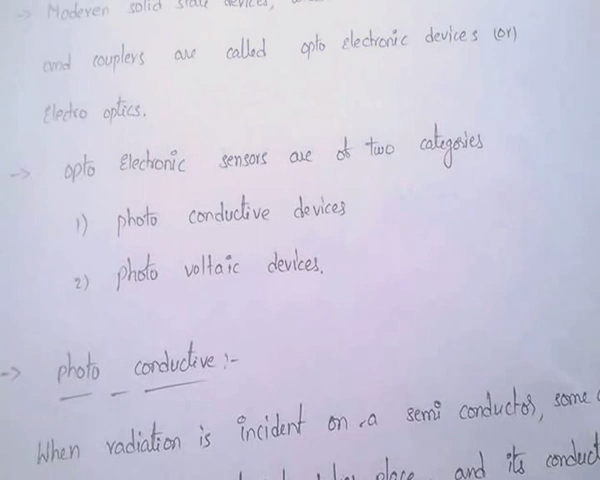 -> Moderen solid state devices,
and couplers are called opto electronic devices (or)
Electro optics.
-> opto Electronic sensors are of two categories
1) photo conductive devices
2) photo voltaic devices.
-> photo conductive :-
When radiation is incident on a semi conductor, some
place, and its conduct